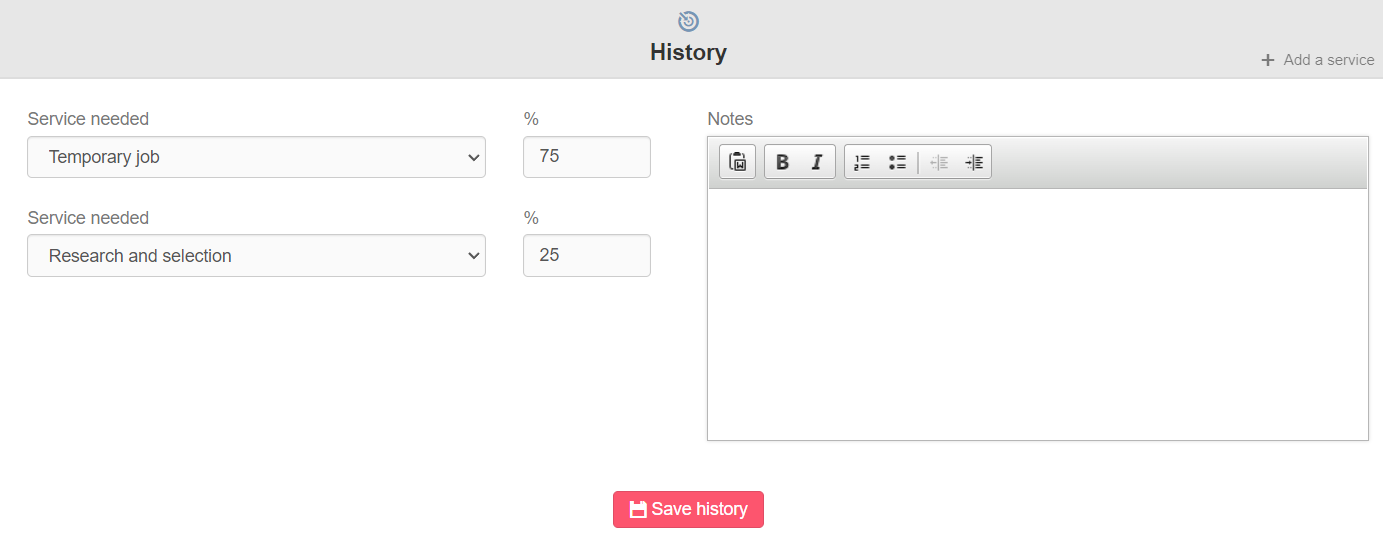 History
+ Add a service
Service needed
%
Temporary job
75
Service needed
%
Research and selection
25
Notes
B I
Save history